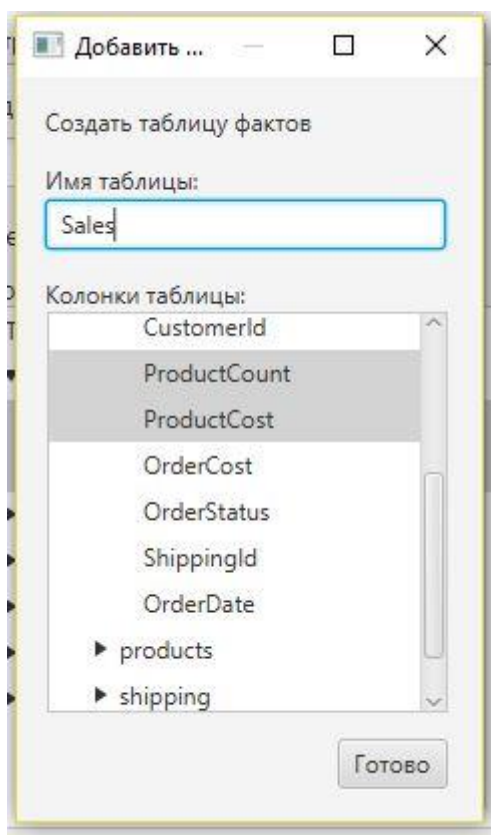 Добавить ...
Создать таблицу фактов
Имя таблицы:
Sales
Колонки таблицы:
CustomerId
ProductCount
ProductCost
OrderCost
OrderStatus
ShippingId
OrderDate
products
shipping
Готово